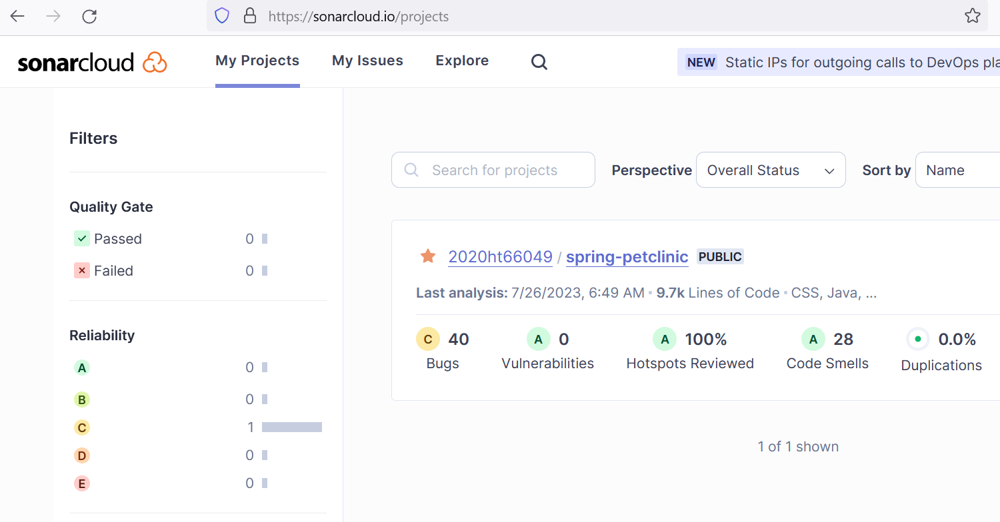 https://sonarcloud.io/projects
sonarcloud
My Projects
My Issues
Explore
NEW Static IPs for outgoing calls to DevOps pla
Filters
Quality Gate
Passed 0
Failed 0
Reliability
A 0
B 0
C 1
D 0
E 0
Search for projects
Perspective
Overall Status
Sort by
Name
2020ht66049 / spring-petclinic PUBLIC
Last analysis: 7/26/2023, 6:49 AM • 9.7k Lines of Code • CSS, Java, ...
C 40
Bugs
A 0
Vulnerabilities
A 100%
Hotspots Reviewed
A 28
Code Smells
0.0%
Duplications
1 of 1 shown